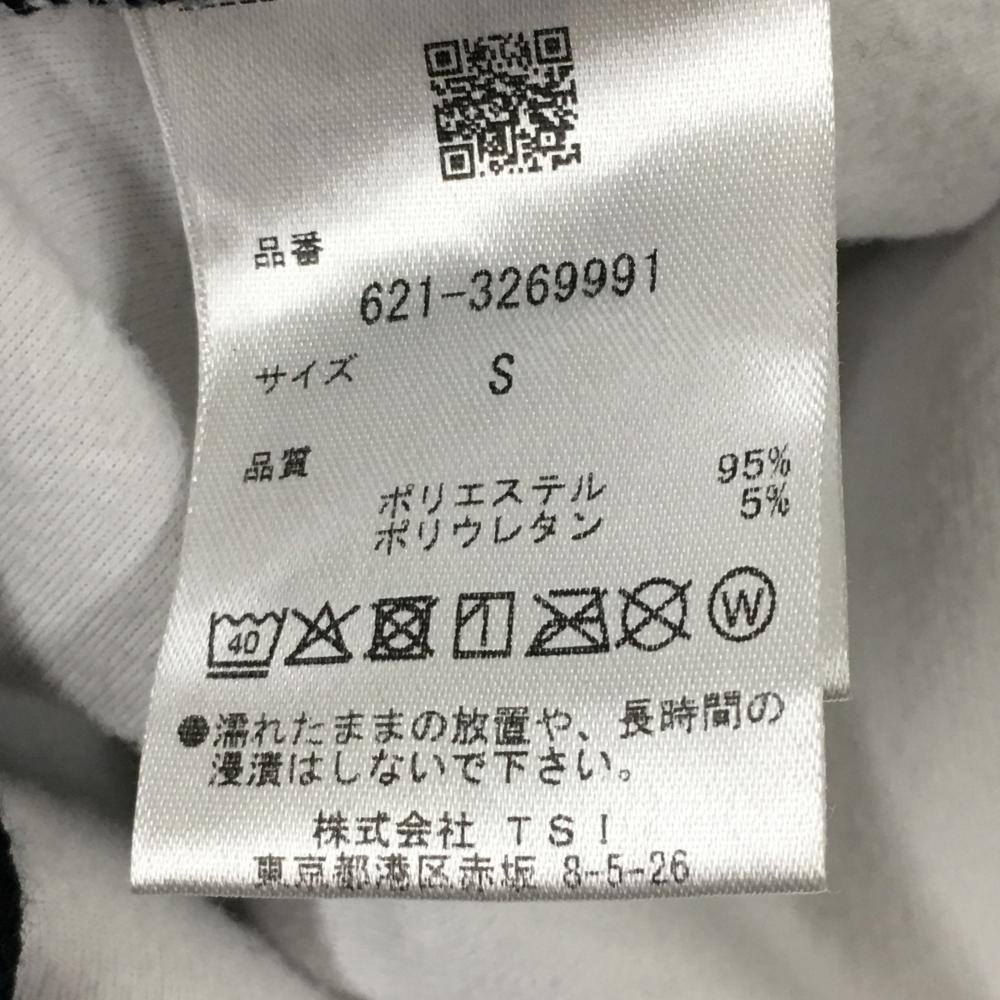 品番
621-3269991
サイズ S
品質
ポリエステル 95%
ポリウレタン 5%
40 W
●濡れたままの放置や、長時間の
浸漬はしないで下さい。
株式会社 TSI
東京都港区赤坂 8-5-26